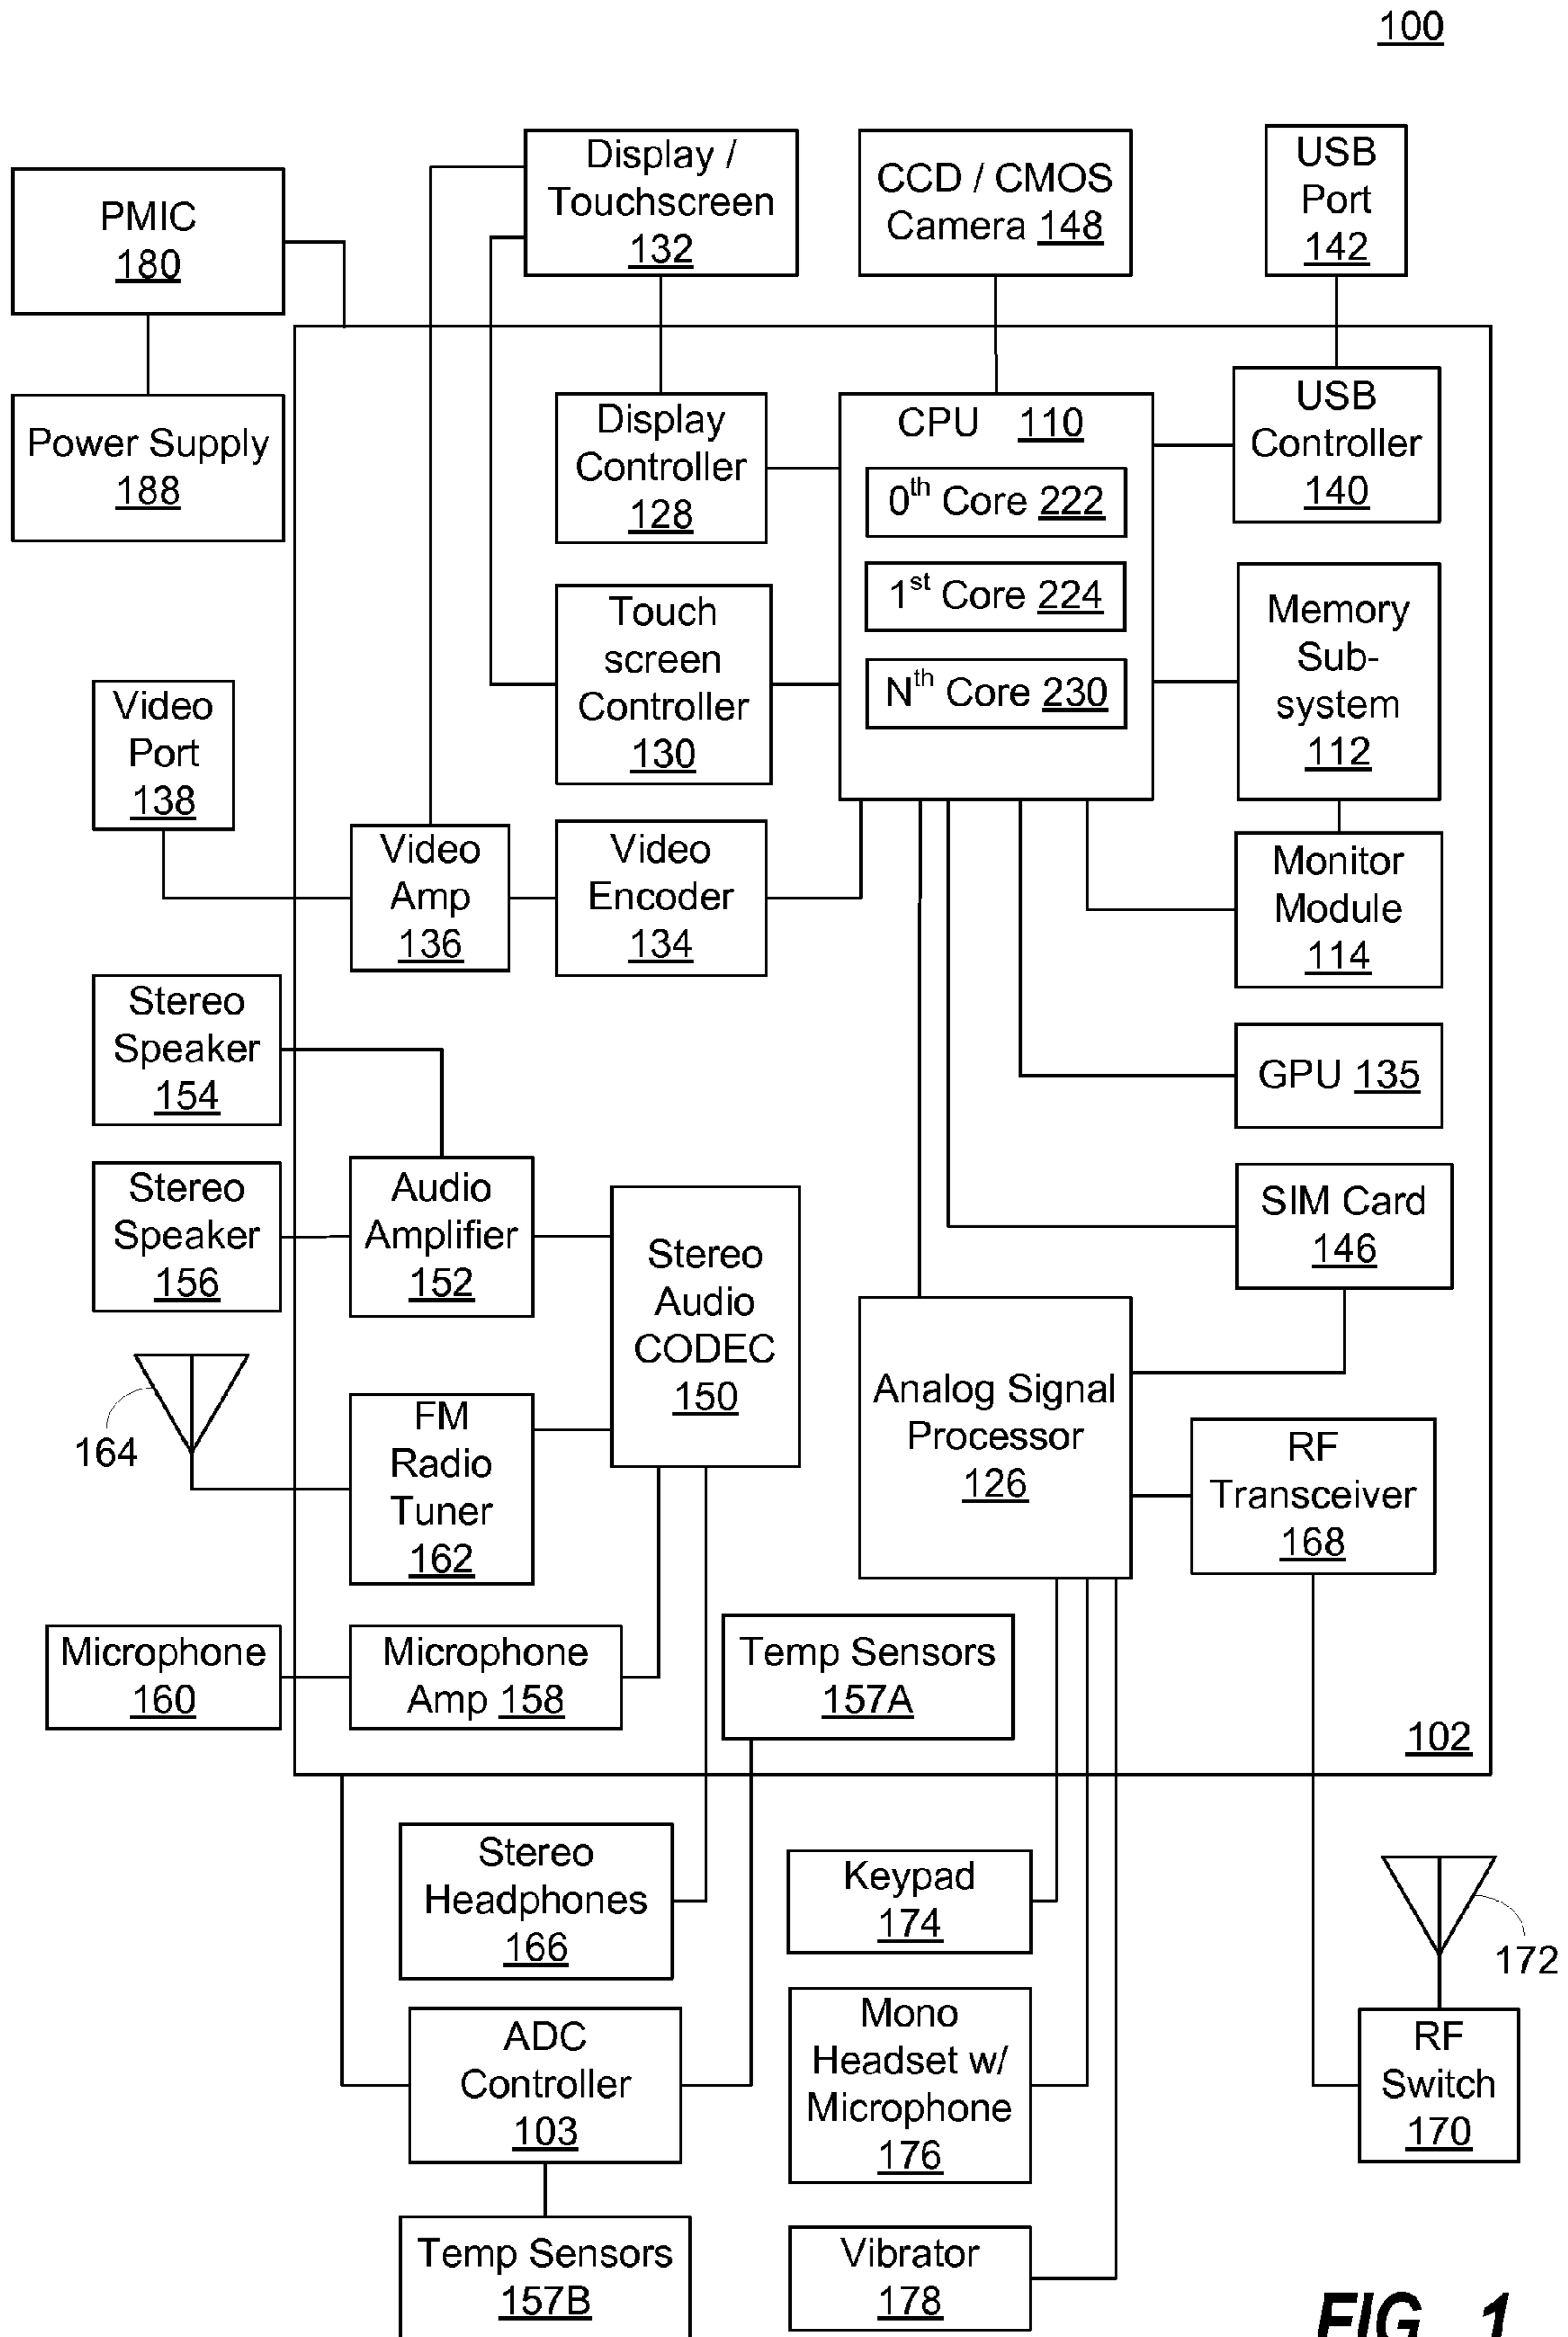 100
PMIC
180
Display /
Touchscreen
132
CCD / CMOS
Camera 148
USB
Port
142
Power Supply
188
Display
Controller
128
CPU 110
0th Core 222
1st Core 224
Nth Core 230
USB
Controller
140
Touch
screen
Controller
130
Memory
Sub-
system
112
Video
Port
138
Video
Amp
136
Video
Encoder
134
Monitor
Module
114
Stereo
Speaker
154
GPU 135
Stereo
Speaker
156
Audio
Amplifier
152
Stereo
Audio
CODEC
150
SIM Card
146
164
FM
Radio
Tuner
162
Analog Signal
Processor
126
RF
Transceiver
168
Microphone
160
Microphone
Amp 158
Temp Sensors
157A
102
Stereo
Headphones
166
Keypad
174
172
ADC
Controller
103
Mono
Headset w/
Microphone
176
RF
Switch
170
Temp Sensors
157B
Vibrator
178
FIG. 1